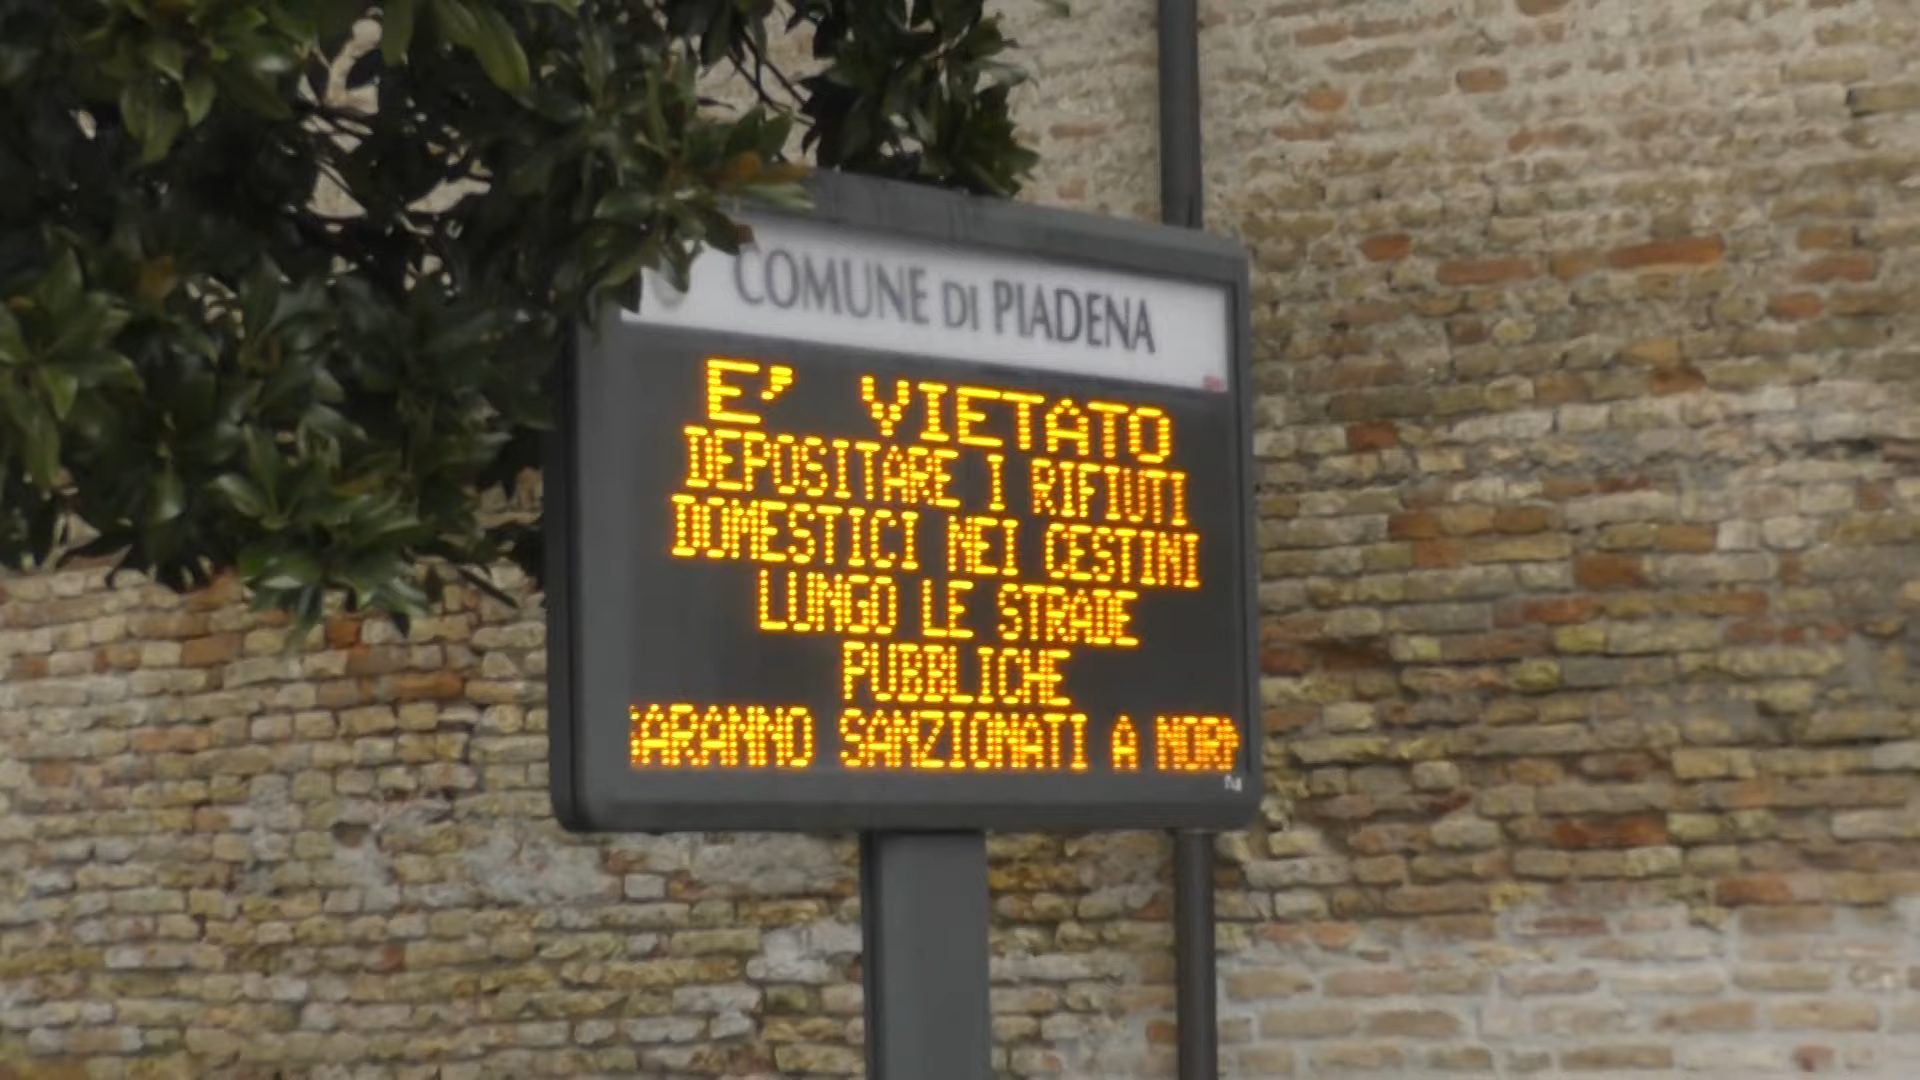 COMUNE di PIADENA
E' VIETATO
DEPOSITARE I RIFIUTI
DOMESTICI NEI CESTINI
LUNGO LE STRADE
PUBBLICHE
SARANNO SANZIONATI A NORM